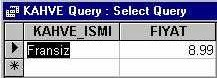 KAHVE Query : Select Query
KAHVE_ISMI FIYAT
Fransiz 8.99